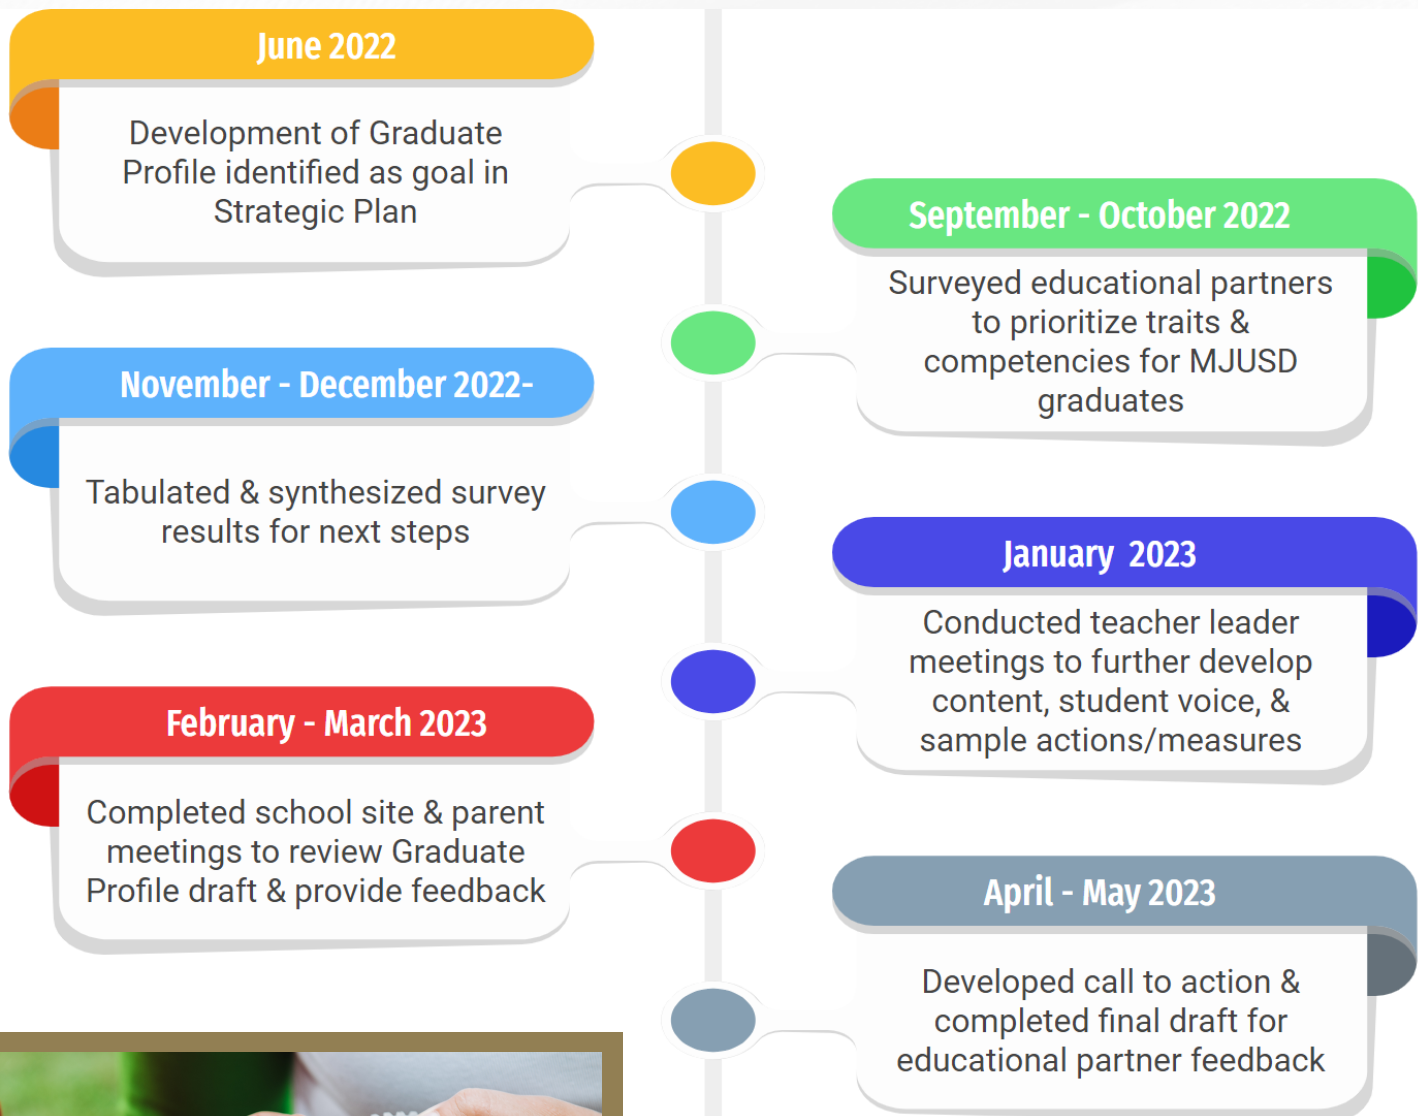 June 2022
Development of Graduate
Profile identified as goal in
Strategic Plan
September - October 2022
Surveyed educational partners
to prioritize traits &
competencies for MJUSD
graduates
November - December 2022-
Tabulated & synthesized survey
results for next steps
January  2023
Conducted teacher leader
meetings to further develop
content, student voice, &
sample actions/measures
February - March 2023
Completed school site & parent
meetings to review Graduate
Profile draft & provide feedback
April - May 2023
Developed call to action &
completed final draft for
educational partner feedback